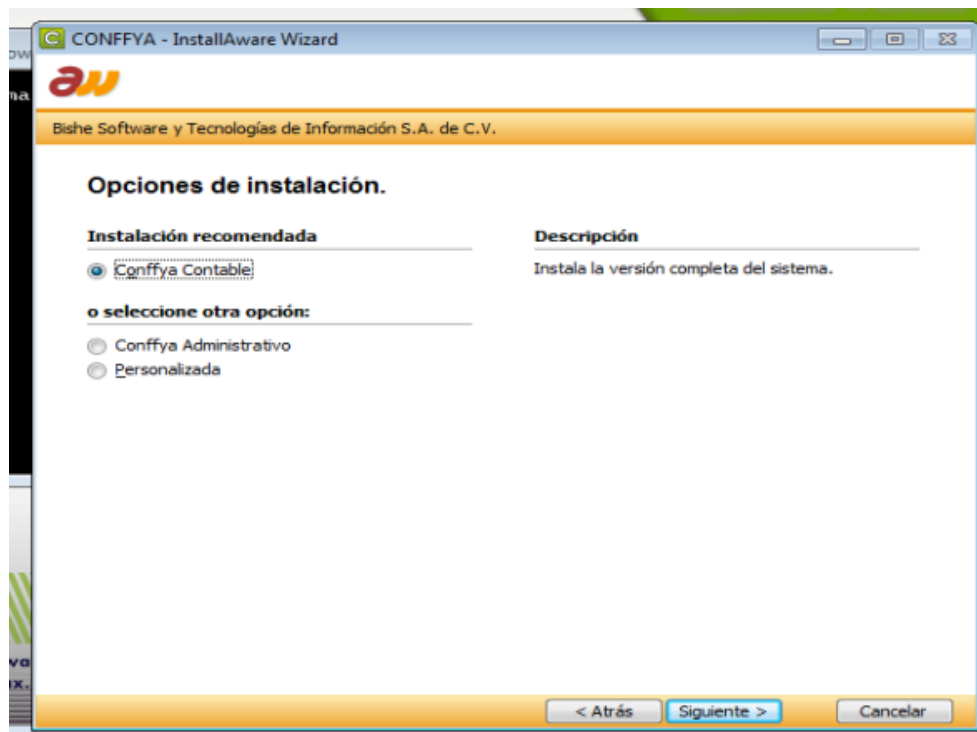 CONFFYA - InstallAware Wizard
Bishe Software y Tecnologías de Información S.A. de C.V.
Opciones de instalación.
Instalación recomendada
Conffya Contable
o seleccione otra opción:
Conffya Administrativo
Personalizada
Descripción
Instala la versión completa del sistema.
< Atrás
Siguiente >
Cancelar